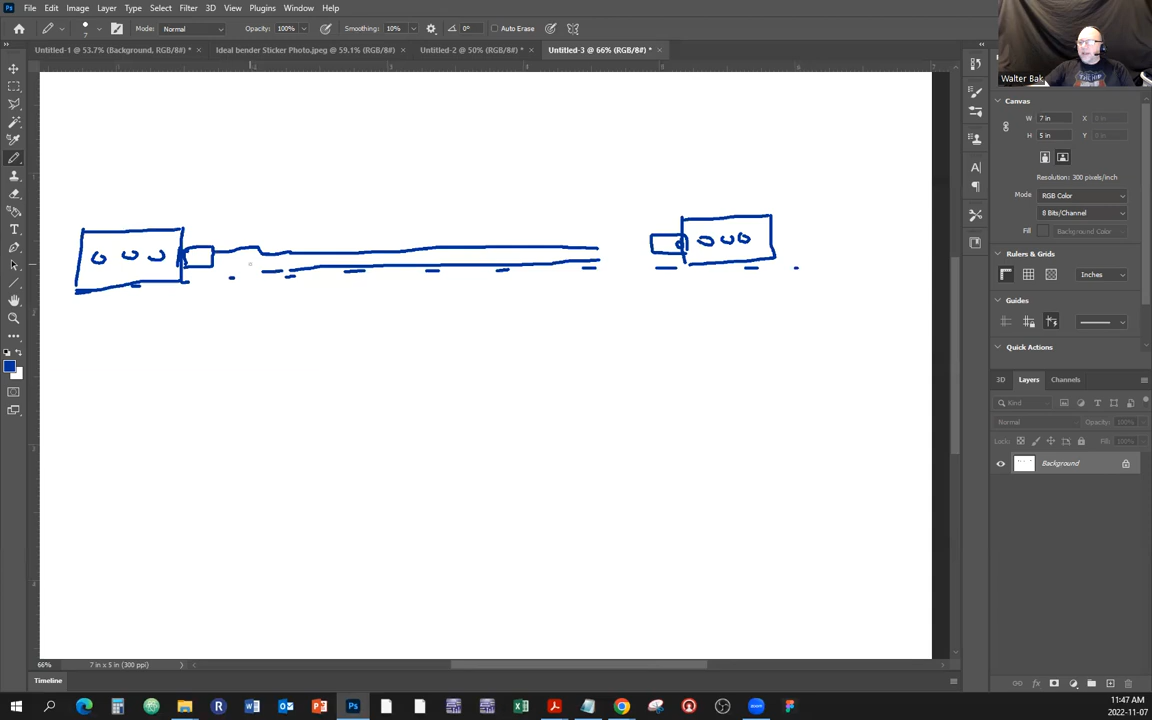 Ps File Edit Image Layer Type Select Filter 3D View Plugins Window Help
7 Mode: Normal Opacity: 100% Smoothing: 10% 0° Auto Erase
Untitled-1 @ 53.7% (Background, RGB/8#) * × Ideal bender Sticker Photo.jpeg @ 59.1% (RGB/8#) × Untitled-2 @ 50% (RGB/8#) * × Untitled-3 @ 66% (RGB/8#) * ×
Walter Bak
Canvas
W 7 in X
H 5 in Y
Resolution: 300 pixels/inch
Mode RGB Color
8 Bits/Channel
Fill Background Color
Rulers & Grids
Inches
Guides
Quick Actions
3D Layers Channels
Kind
Normal Opacity: 100%
Lock: Fill: 100%
Background
66% 7 in x 5 in (300 ppi)
Timeline
11:47 AM
2022-11-07